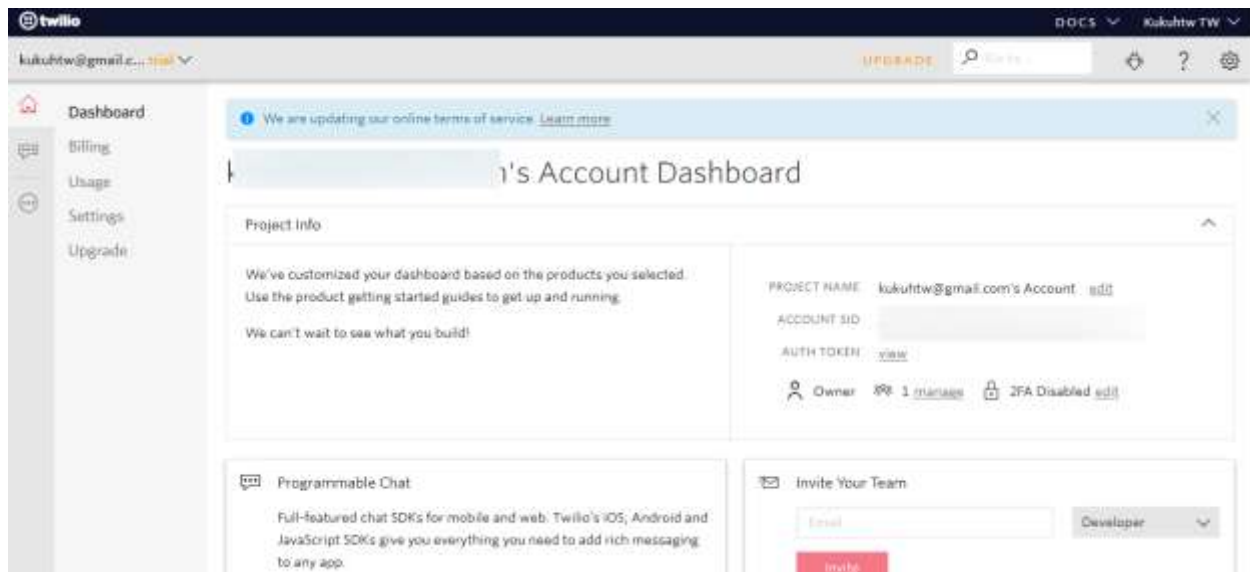 twilio
DOCS
Kukuhtw TW
kukuhtw@gmail.c... trial
UPGRADE
?
Dashboard
Billing
Usage
Settings
Upgrade
We are updating our online terms of service. Learn more
's Account Dashboard
Project Info
We've customized your dashboard based on the products you selected.
Use the product getting started guides to get up and running.
We can't wait to see what you build!
PROJECT NAME kukuhtw@gmail.com's Account edit
ACCOUNT SID
AUTH TOKEN view
Owner 1 manage 2FA Disabled edit
Programmable Chat
Full-featured chat SDKs for mobile and web. Twilio's iOS, Android and
JavaScript SDKs give you everything you need to add rich messaging
to any app.
Invite Your Team
Email
Developer
Invite